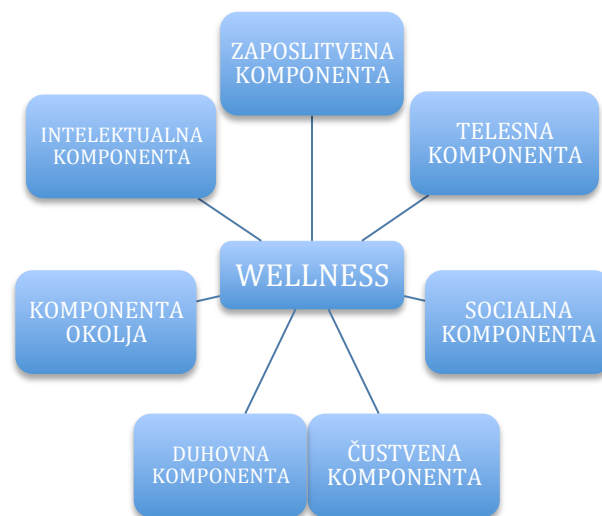 ZAPOSLITVENA
KOMPONENTA
INTELEKTUALNA
KOMPONENTA
TELESNA
KOMPONENTA
WELLNESS
KOMPONENTA
OKOLJA
SOCIALNA
KOMPONENTA
DUHOVNA
KOMPONENTA
ČUSTVENA
KOMPONENTA